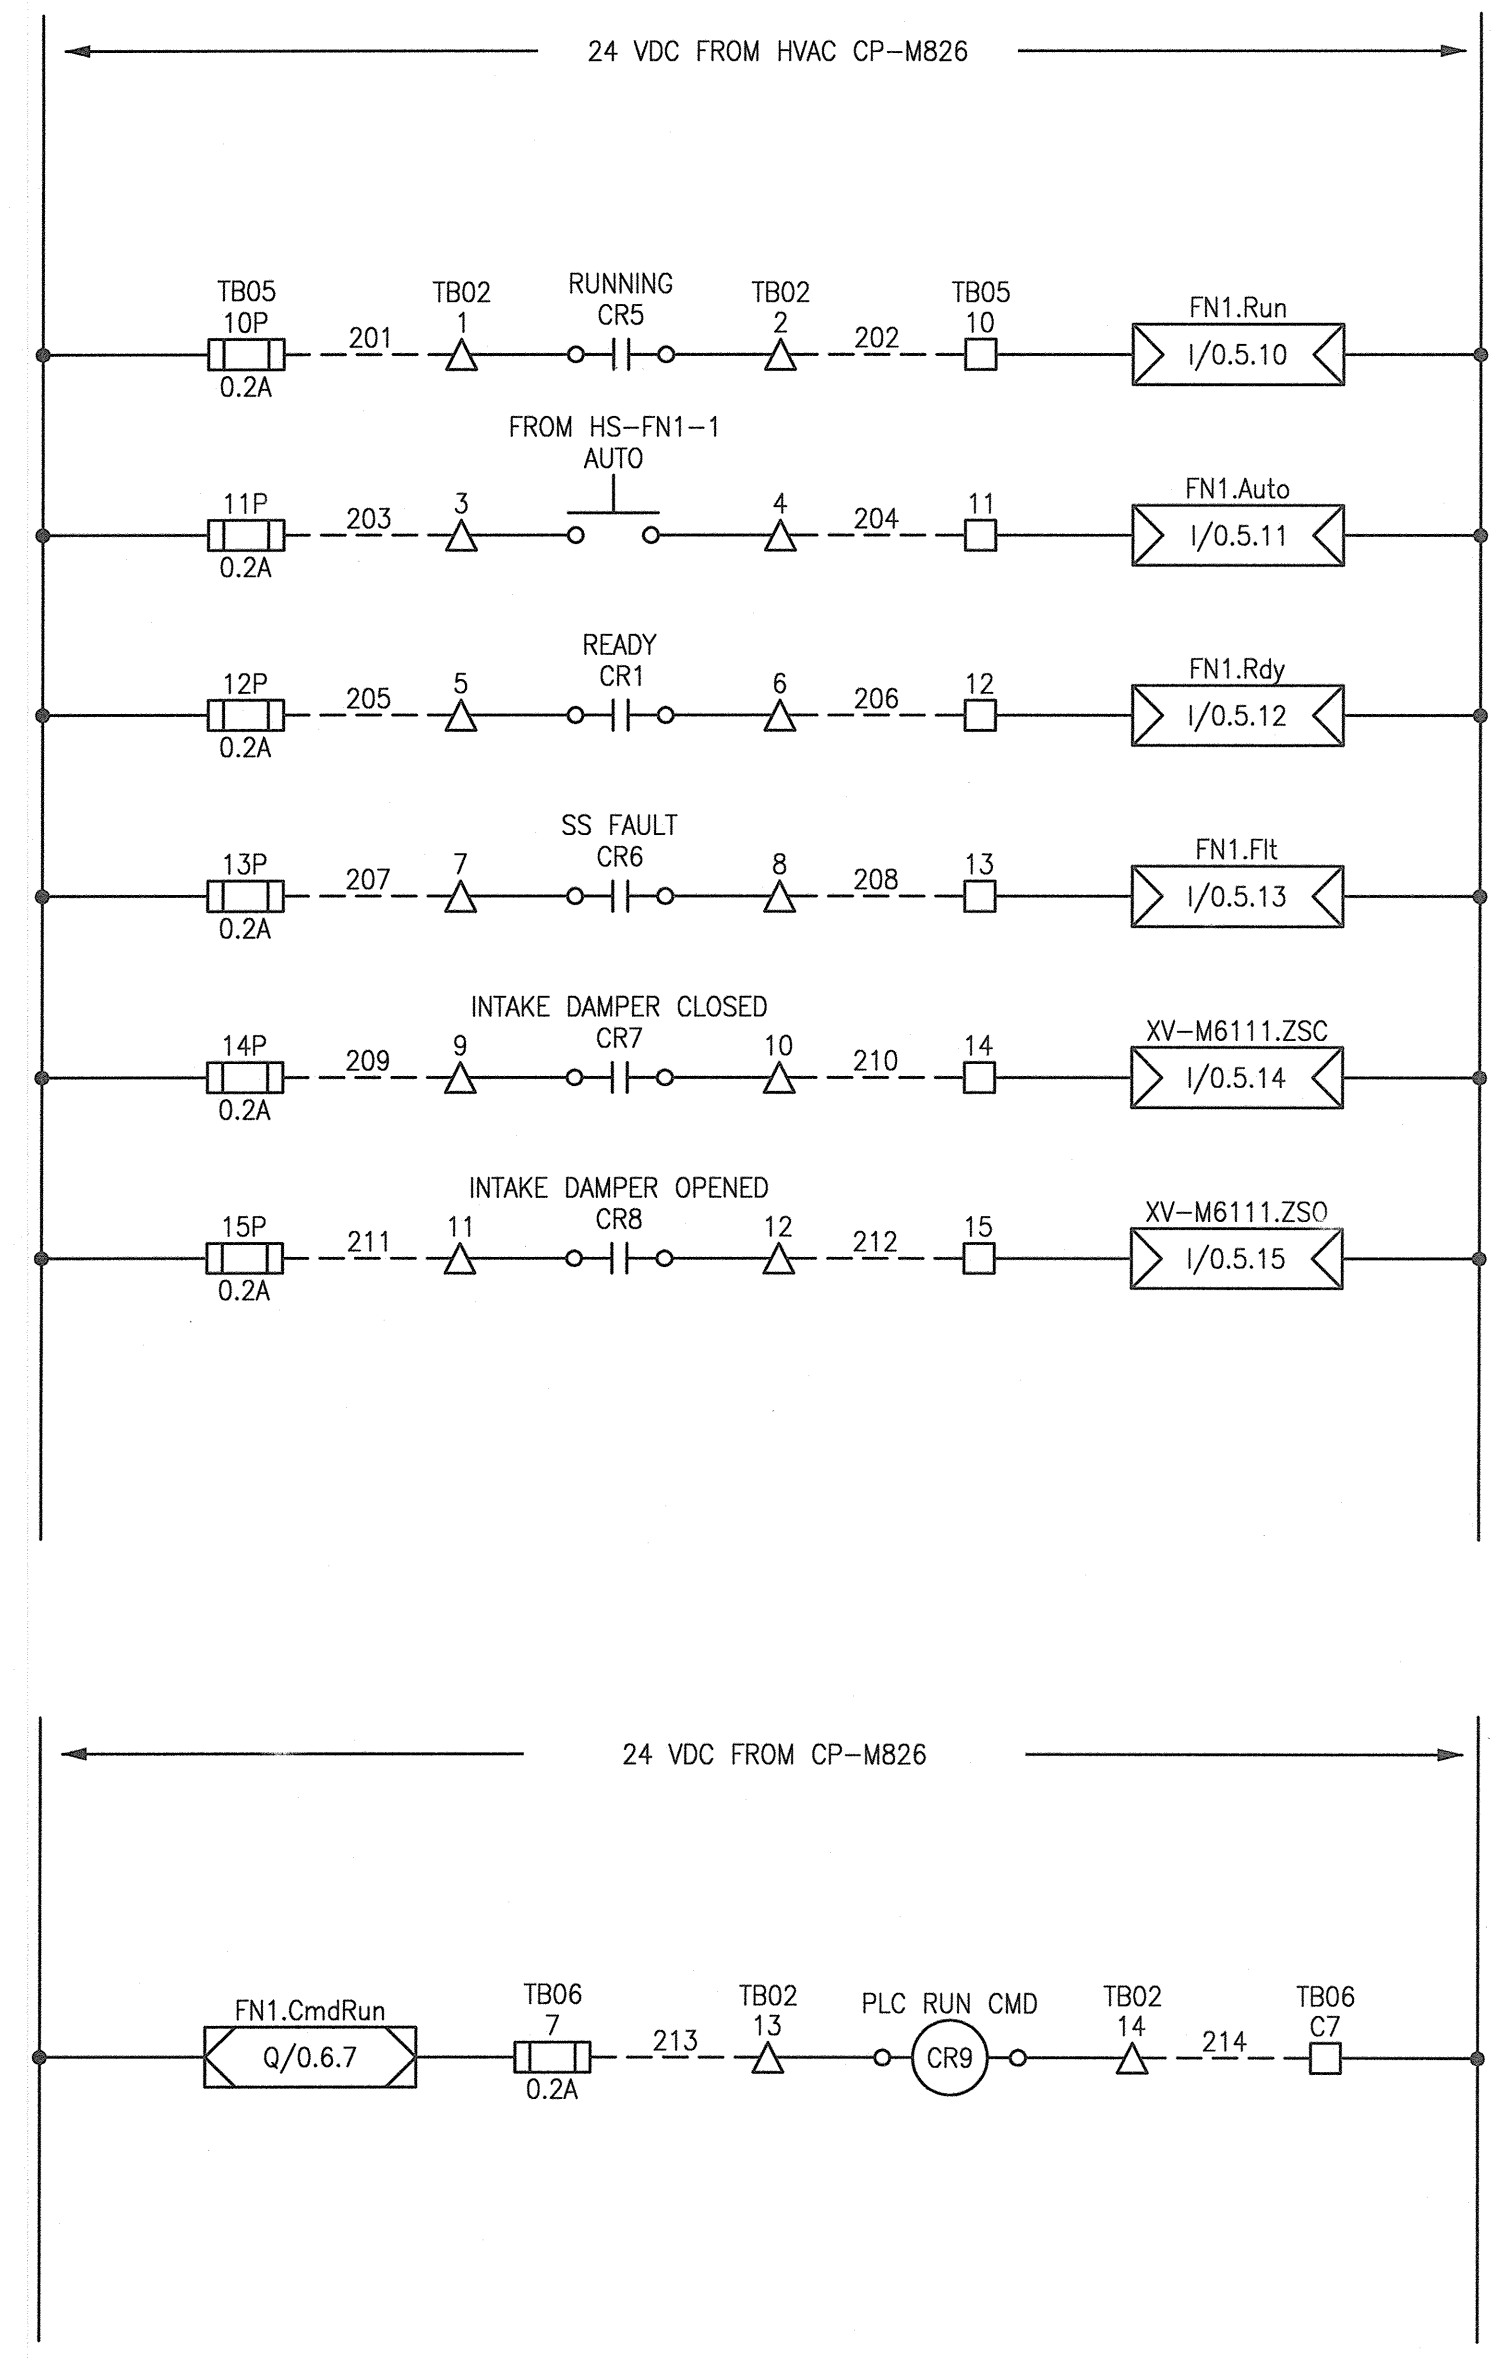 24 VDC FROM HVAC CP-M826
TB05
10P
0.2A
201
TB02
1
RUNNING
CR5
TB02
2
202
TB05
10
FN1.Run
I/0.5.10
FROM HS-FN1-1
AUTO
11P
0.2A
203
3
4
204
11
FN1.Auto
I/0.5.11
READY
CR1
12P
0.2A
205
5
6
206
12
FN1.Rdy
I/0.5.12
SS FAULT
CR6
13P
0.2A
207
7
8
208
13
FN1.Flt
I/0.5.13
INTAKE DAMPER CLOSED
CR7
14P
0.2A
209
9
10
210
14
XV-M6111.ZSC
I/0.5.14
INTAKE DAMPER OPENED
CR8
15P
0.2A
211
11
12
212
15
XV-M6111.ZSO
I/0.5.15
24 VDC FROM CP-M826
FN1.CmdRun
Q/0.6.7
TB06
7
0.2A
213
TB02
13
PLC RUN CMD
CR9
TB02
14
214
TB06
C7